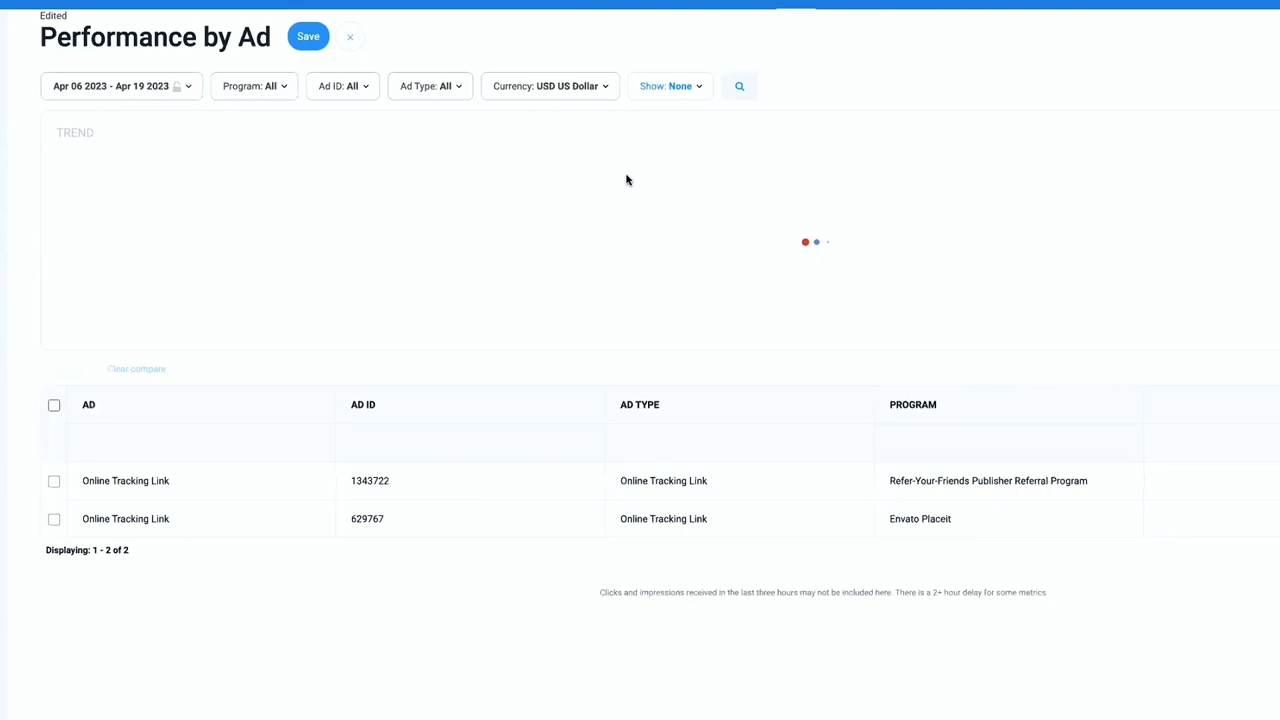 Edited
Performance by Ad Save ×
Apr 06 2023 - Apr 19 2023 Program: All Ad ID: All Ad Type: All Currency: USD US Dollar Show: None
TREND
Clear compare
AD AD ID AD TYPE PROGRAM
Online Tracking Link 1343722 Online Tracking Link Refer-Your-Friends Publisher Referral Program
Online Tracking Link 629767 Online Tracking Link Envato Placeit
Displaying: 1 - 2 of 2
Clicks and impressions received in the last three hours may not be included here. There is a 2+ hour delay for some metrics.